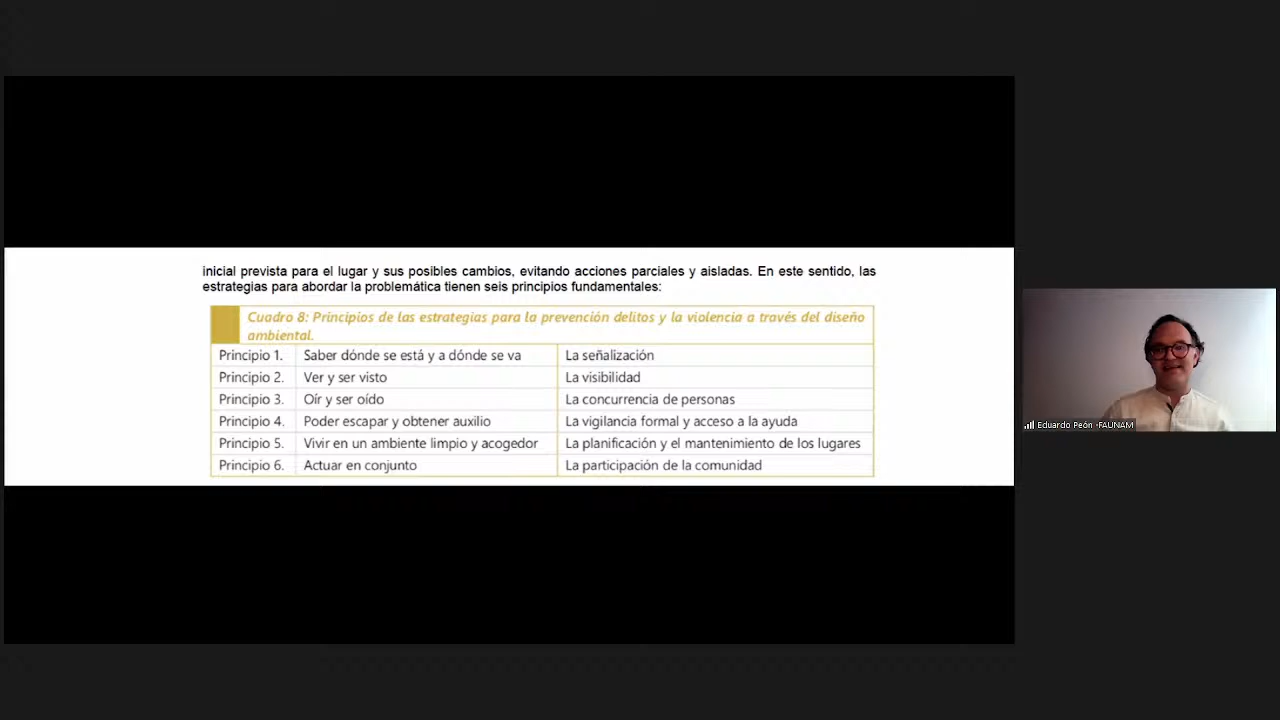 inicial prevista para el lugar y sus posibles cambios, evitando acciones parciales y aisladas. En este sentido, las
estrategias para abordar la problemática tienen seis principios fundamentales:
Cuadro 8: Principios de las estrategias para la prevención delitos y la violencia a través del diseño
ambiental.
Principio 1. Saber dónde se está y a dónde se va La señalización
Principio 2. Ver y ser visto La visibilidad
Principio 3. Oír y ser oído La concurrencia de personas
Principio 4. Poder escapar y obtener auxilio La vigilancia formal y acceso a la ayuda
Principio 5. Vivir en un ambiente limpio y acogedor La planificación y el mantenimiento de los lugares
Principio 6. Actuar en conjunto La participación de la comunidad
Eduardo Peón -FAUNAM